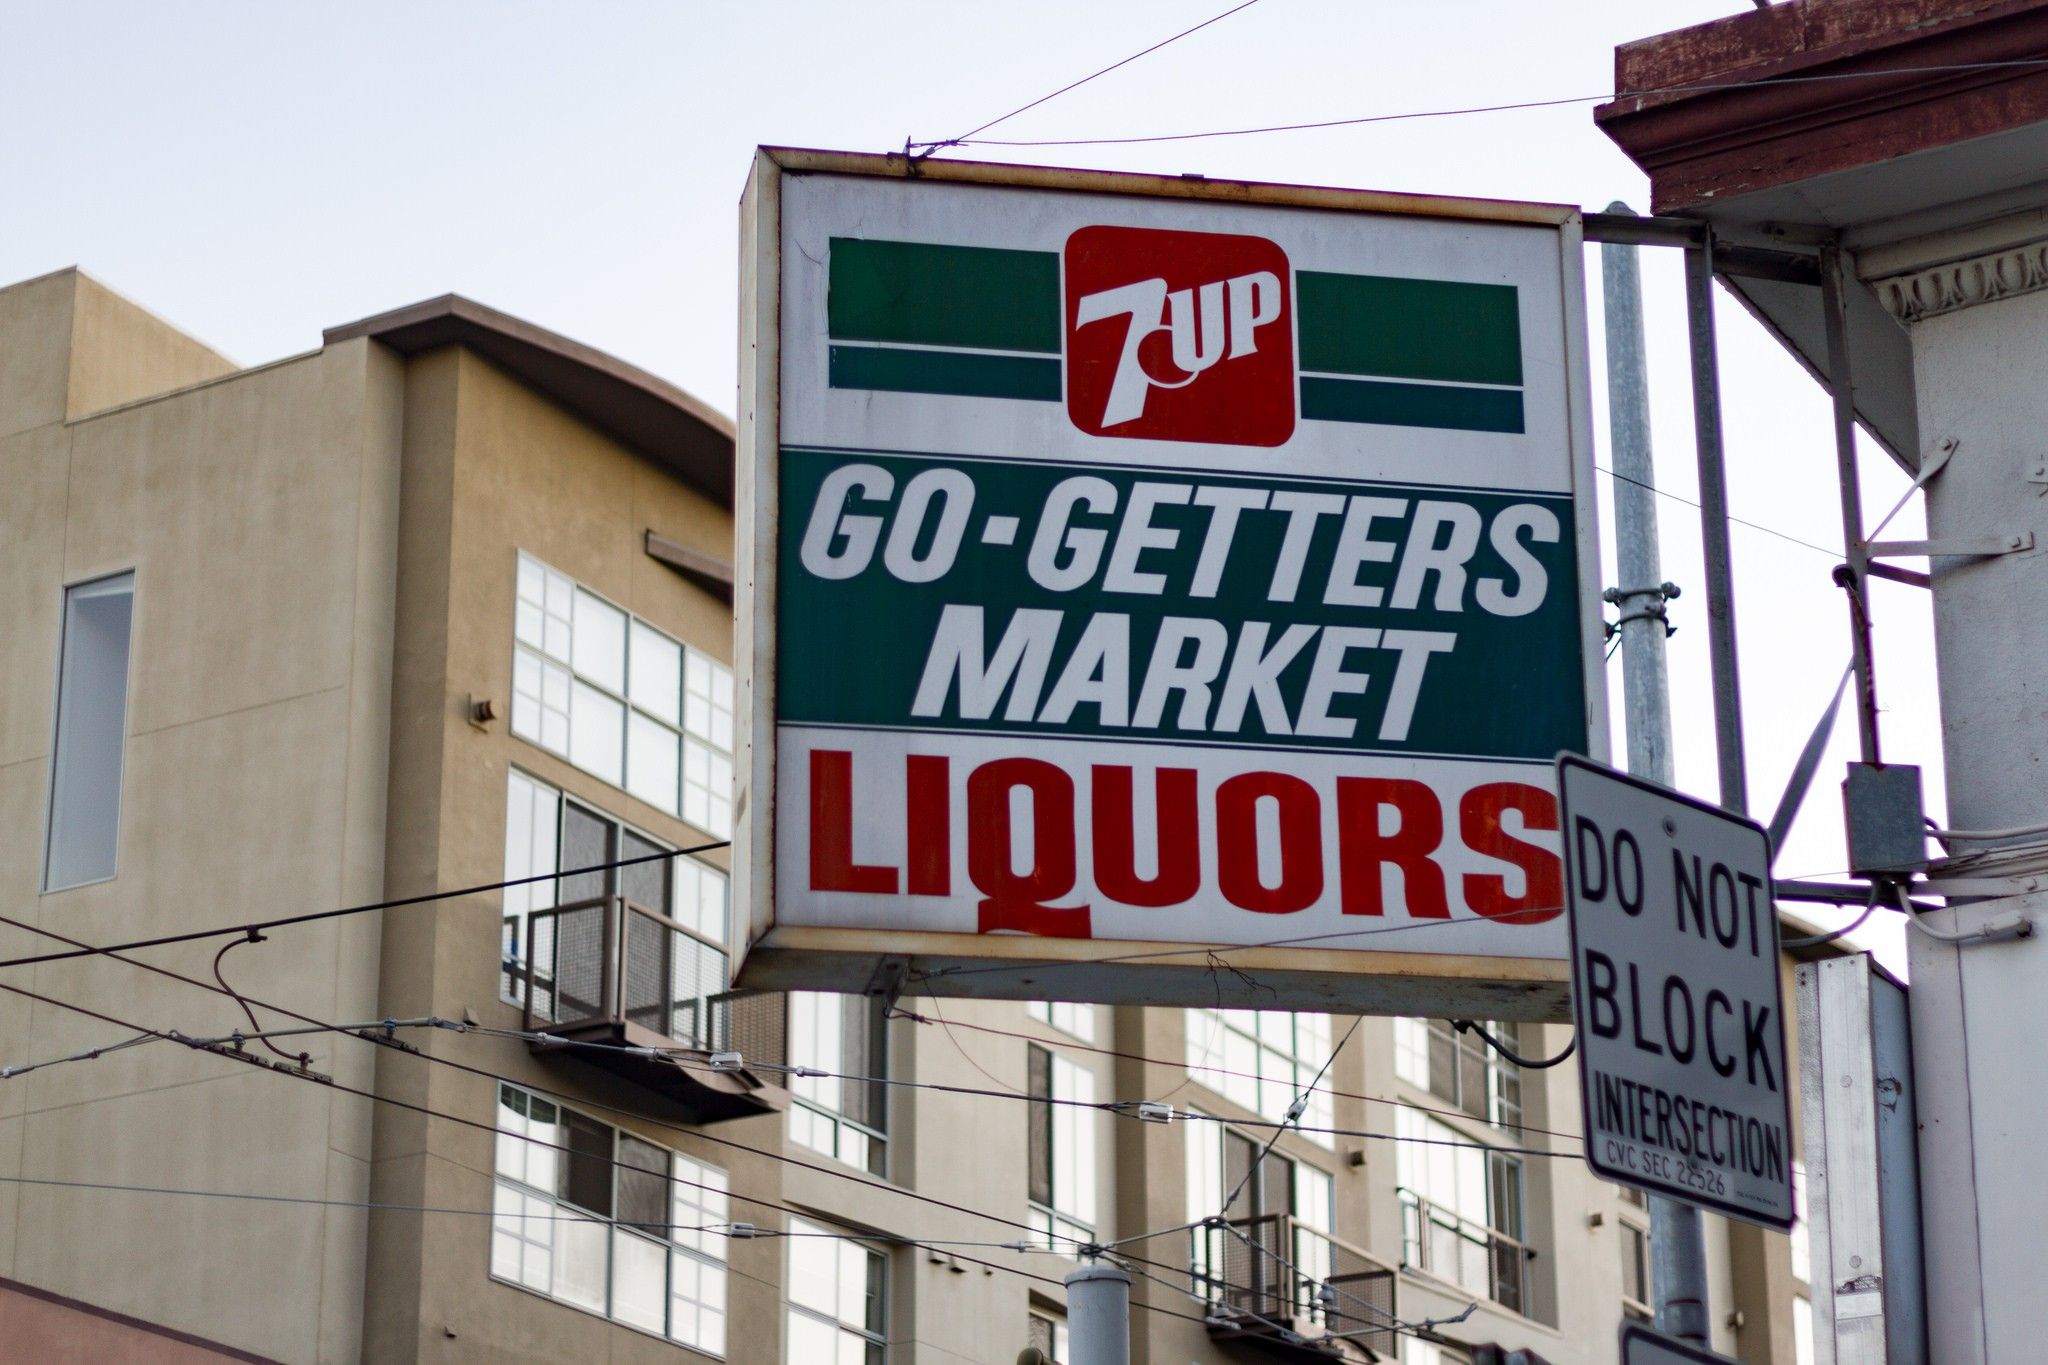 7UP
GO-GETTERS
MARKET
LIQUORS
DO NOT
BLOCK
INTERSECTION
CVC SEC 22526